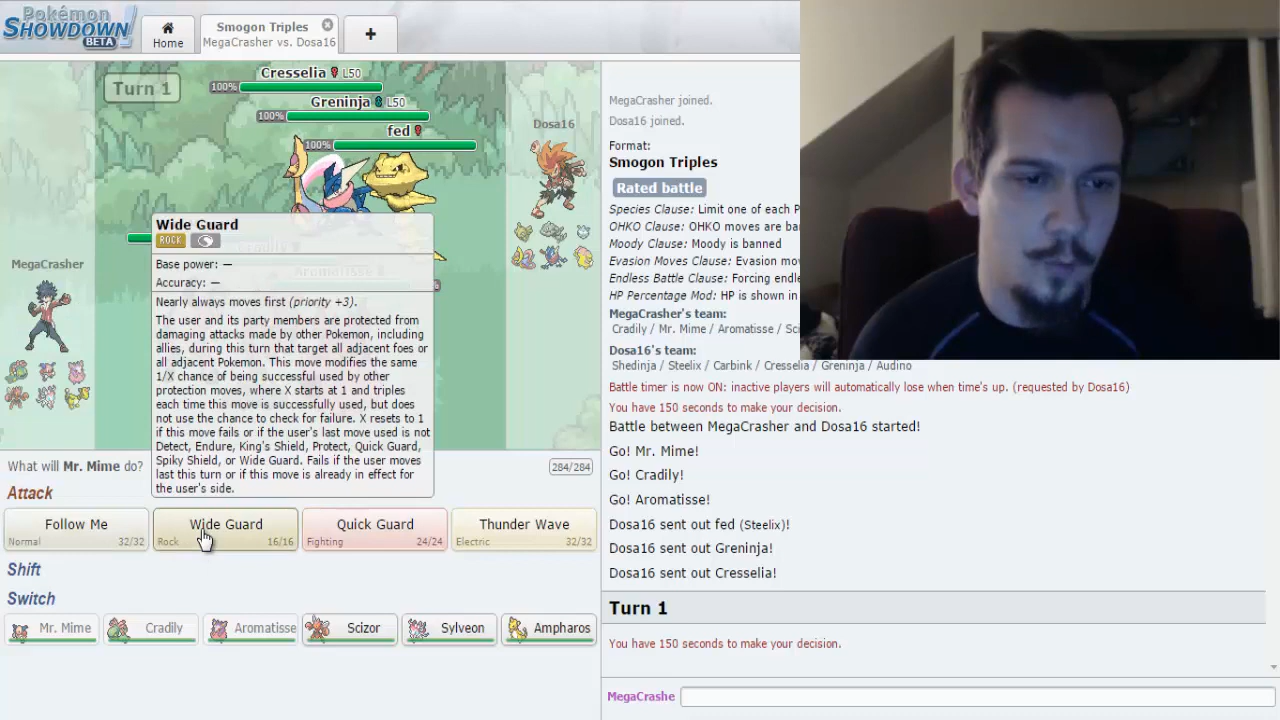 Pokémon
SHOWDOWN!
BETA
Home
Smogon Triples
MegaCrasher vs. Dosa16
+
Turn 1
Cresselia L50
100%
Greninja L50
100%
fed
100%
Dosa16
MegaCrasher
Wide Guard
ROCK
Base power: —
Accuracy: —
Nearly always moves first (priority +3).
The user and its party members are protected from
damaging attacks made by other Pokemon, including
allies, during this turn that target all adjacent foes or
all adjacent Pokemon. This move modifies the same
1/X chance of being successful used by other
protection moves, where X starts at 1 and triples
each time this move is successfully used, but does
not use the chance to check for failure. X resets to 1
if this move fails or if the user's last move used is not
Detect, Endure, King's Shield, Protect, Quick Guard,
Spiky Shield, or Wide Guard. Fails if the user moves
last this turn or if this move is already in effect for
the user's side.
What will Mr. Mime do?
284/284
Attack
Follow Me
Normal 32/32
Wide Guard
Rock 16/16
Quick Guard
Fighting 24/24
Thunder Wave
Electric 32/32
Shift
Switch
Mr. Mime
Cradily
Aromatisse
Scizor
Sylveon
Ampharos
MegaCrasher joined.
Dosa16 joined.
Format:
Smogon Triples
Rated battle
Species Clause: Limit one of each P
OHKO Clause: OHKO moves are ban
Moody Clause: Moody is banned
Evasion Moves Clause: Evasion mov
Endless Battle Clause: Forcing endle
HP Percentage Mod: HP is shown in
MegaCrasher's team:
Cradily / Mr. Mime / Aromatisse / Sc
Dosa16's team:
Shedinja / Steelix / Carbink / Cresselia / Greninja / Audino
Battle timer is now ON: inactive players will automatically lose when time's up. (requested by Dosa16)
You have 150 seconds to make your decision.
Battle between MegaCrasher and Dosa16 started!
Go! Mr. Mime!
Go! Cradily!
Go! Aromatisse!
Dosa16 sent out fed (Steelix)!
Dosa16 sent out Greninja!
Dosa16 sent out Cresselia!
Turn 1
You have 150 seconds to make your decision.
MegaCrashe